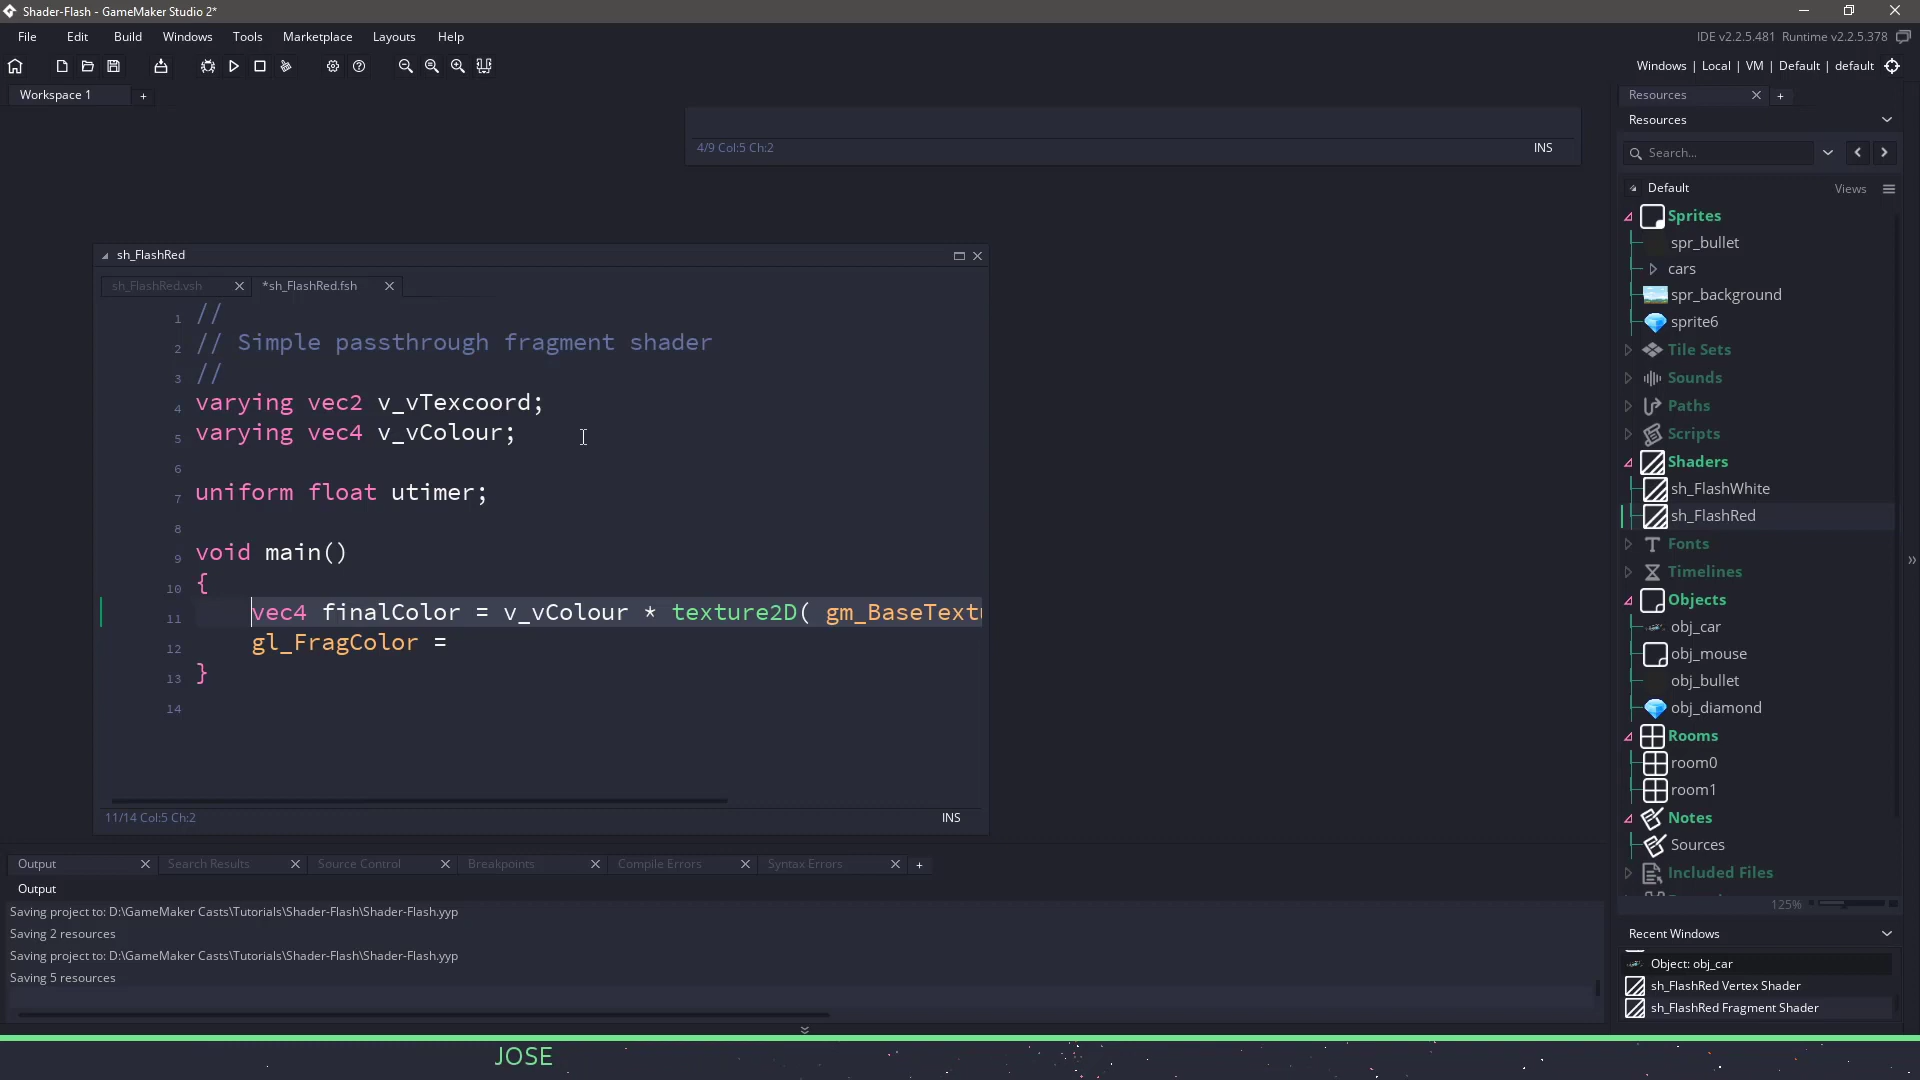 Shader-Flash - GameMaker Studio 2*
File Edit Build Windows Tools Marketplace Layouts Help
IDE v2.2.5.481 Runtime v2.2.5.378
Windows | Local | VM | Default | default
Workspace 1
+
4/9 Col:5 Ch:2
INS
sh_FlashRed
sh_FlashRed.vsh
*sh_FlashRed.fsh
1 //
2 // Simple passthrough fragment shader
3 //
4 varying vec2 v_vTexcoord;
5 varying vec4 v_vColour;
6
7 uniform float utimer;
8
9 void main()
10 {
11 vec4 finalColor = v_vColour * texture2D( gm_BaseText
12 gl_FragColor =
13 }
14
11/14 Col:5 Ch:2
INS
Output
Search Results
Source Control
Breakpoints
Compile Errors
Syntax Errors
+
Output
Saving project to: D:\GameMaker Casts\Tutorials\Shader-Flash\Shader-Flash.yyp
Saving 2 resources
Saving project to: D:\GameMaker Casts\Tutorials\Shader-Flash\Shader-Flash.yyp
Saving 5 resources
Resources
+
Resources
Search...
Default
Views
Sprites
spr_bullet
cars
spr_background
sprite6
Tile Sets
Sounds
Paths
Scripts
Shaders
sh_FlashWhite
sh_FlashRed
Fonts
Timelines
Objects
obj_car
obj_mouse
obj_bullet
obj_diamond
Rooms
room0
room1
Notes
Sources
Included Files
125%
Recent Windows
Object: obj_car
sh_FlashRed Vertex Shader
sh_FlashRed Fragment Shader
JOSE